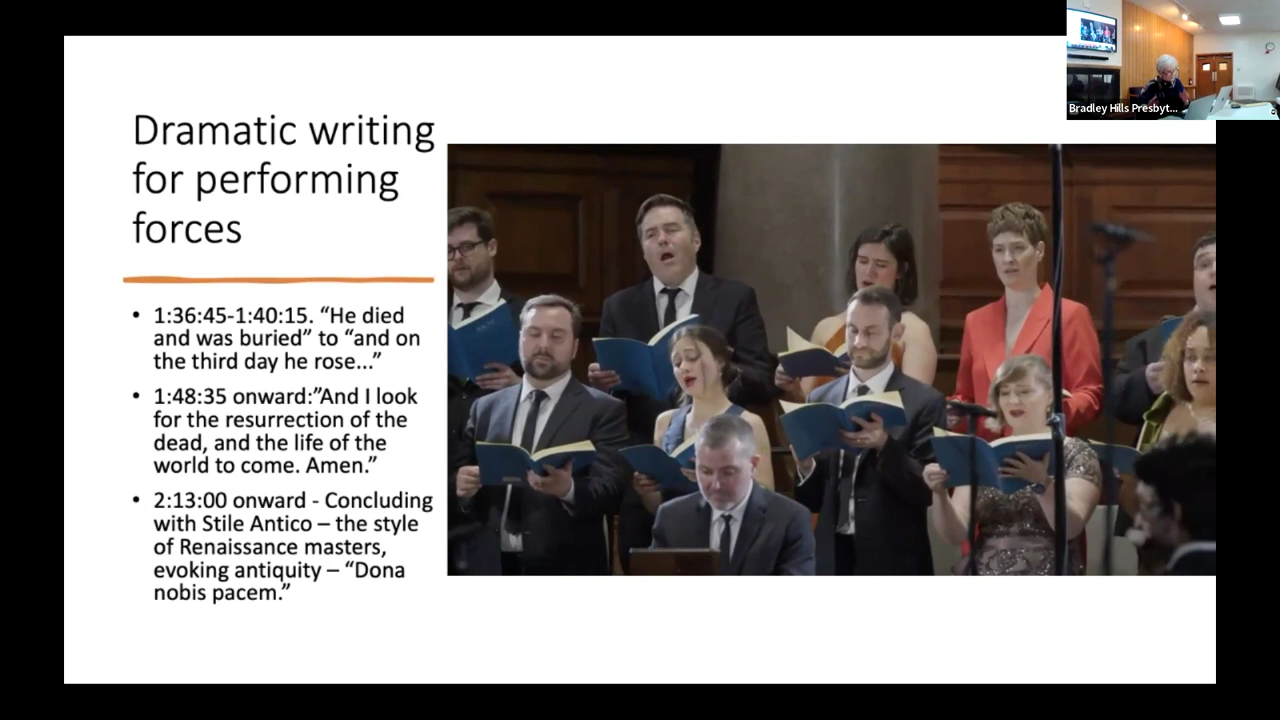 Bradley Hills Presbyt...
Dramatic writing
for performing
forces
• 1:36:45-1:40:15. “He died
and was buried” to “and on
the third day he rose...”
• 1:48:35 onward:”And I look
for the resurrection of the
dead, and the life of the
world to come. Amen.”
• 2:13:00 onward - Concluding
with Stile Antico – the style
of Renaissance masters,
evoking antiquity – “Dona
nobis pacem.”